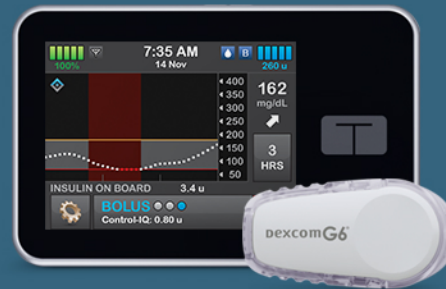 7:35 AM
14 Nov
100%
B
260 u
400
350
300
250
200
150
100
50
162
mg/dL
3
HRS
INSULIN ON BOARD 3.4 u
BOLUS
Control-IQ: 0.80 u
Dexcom G6